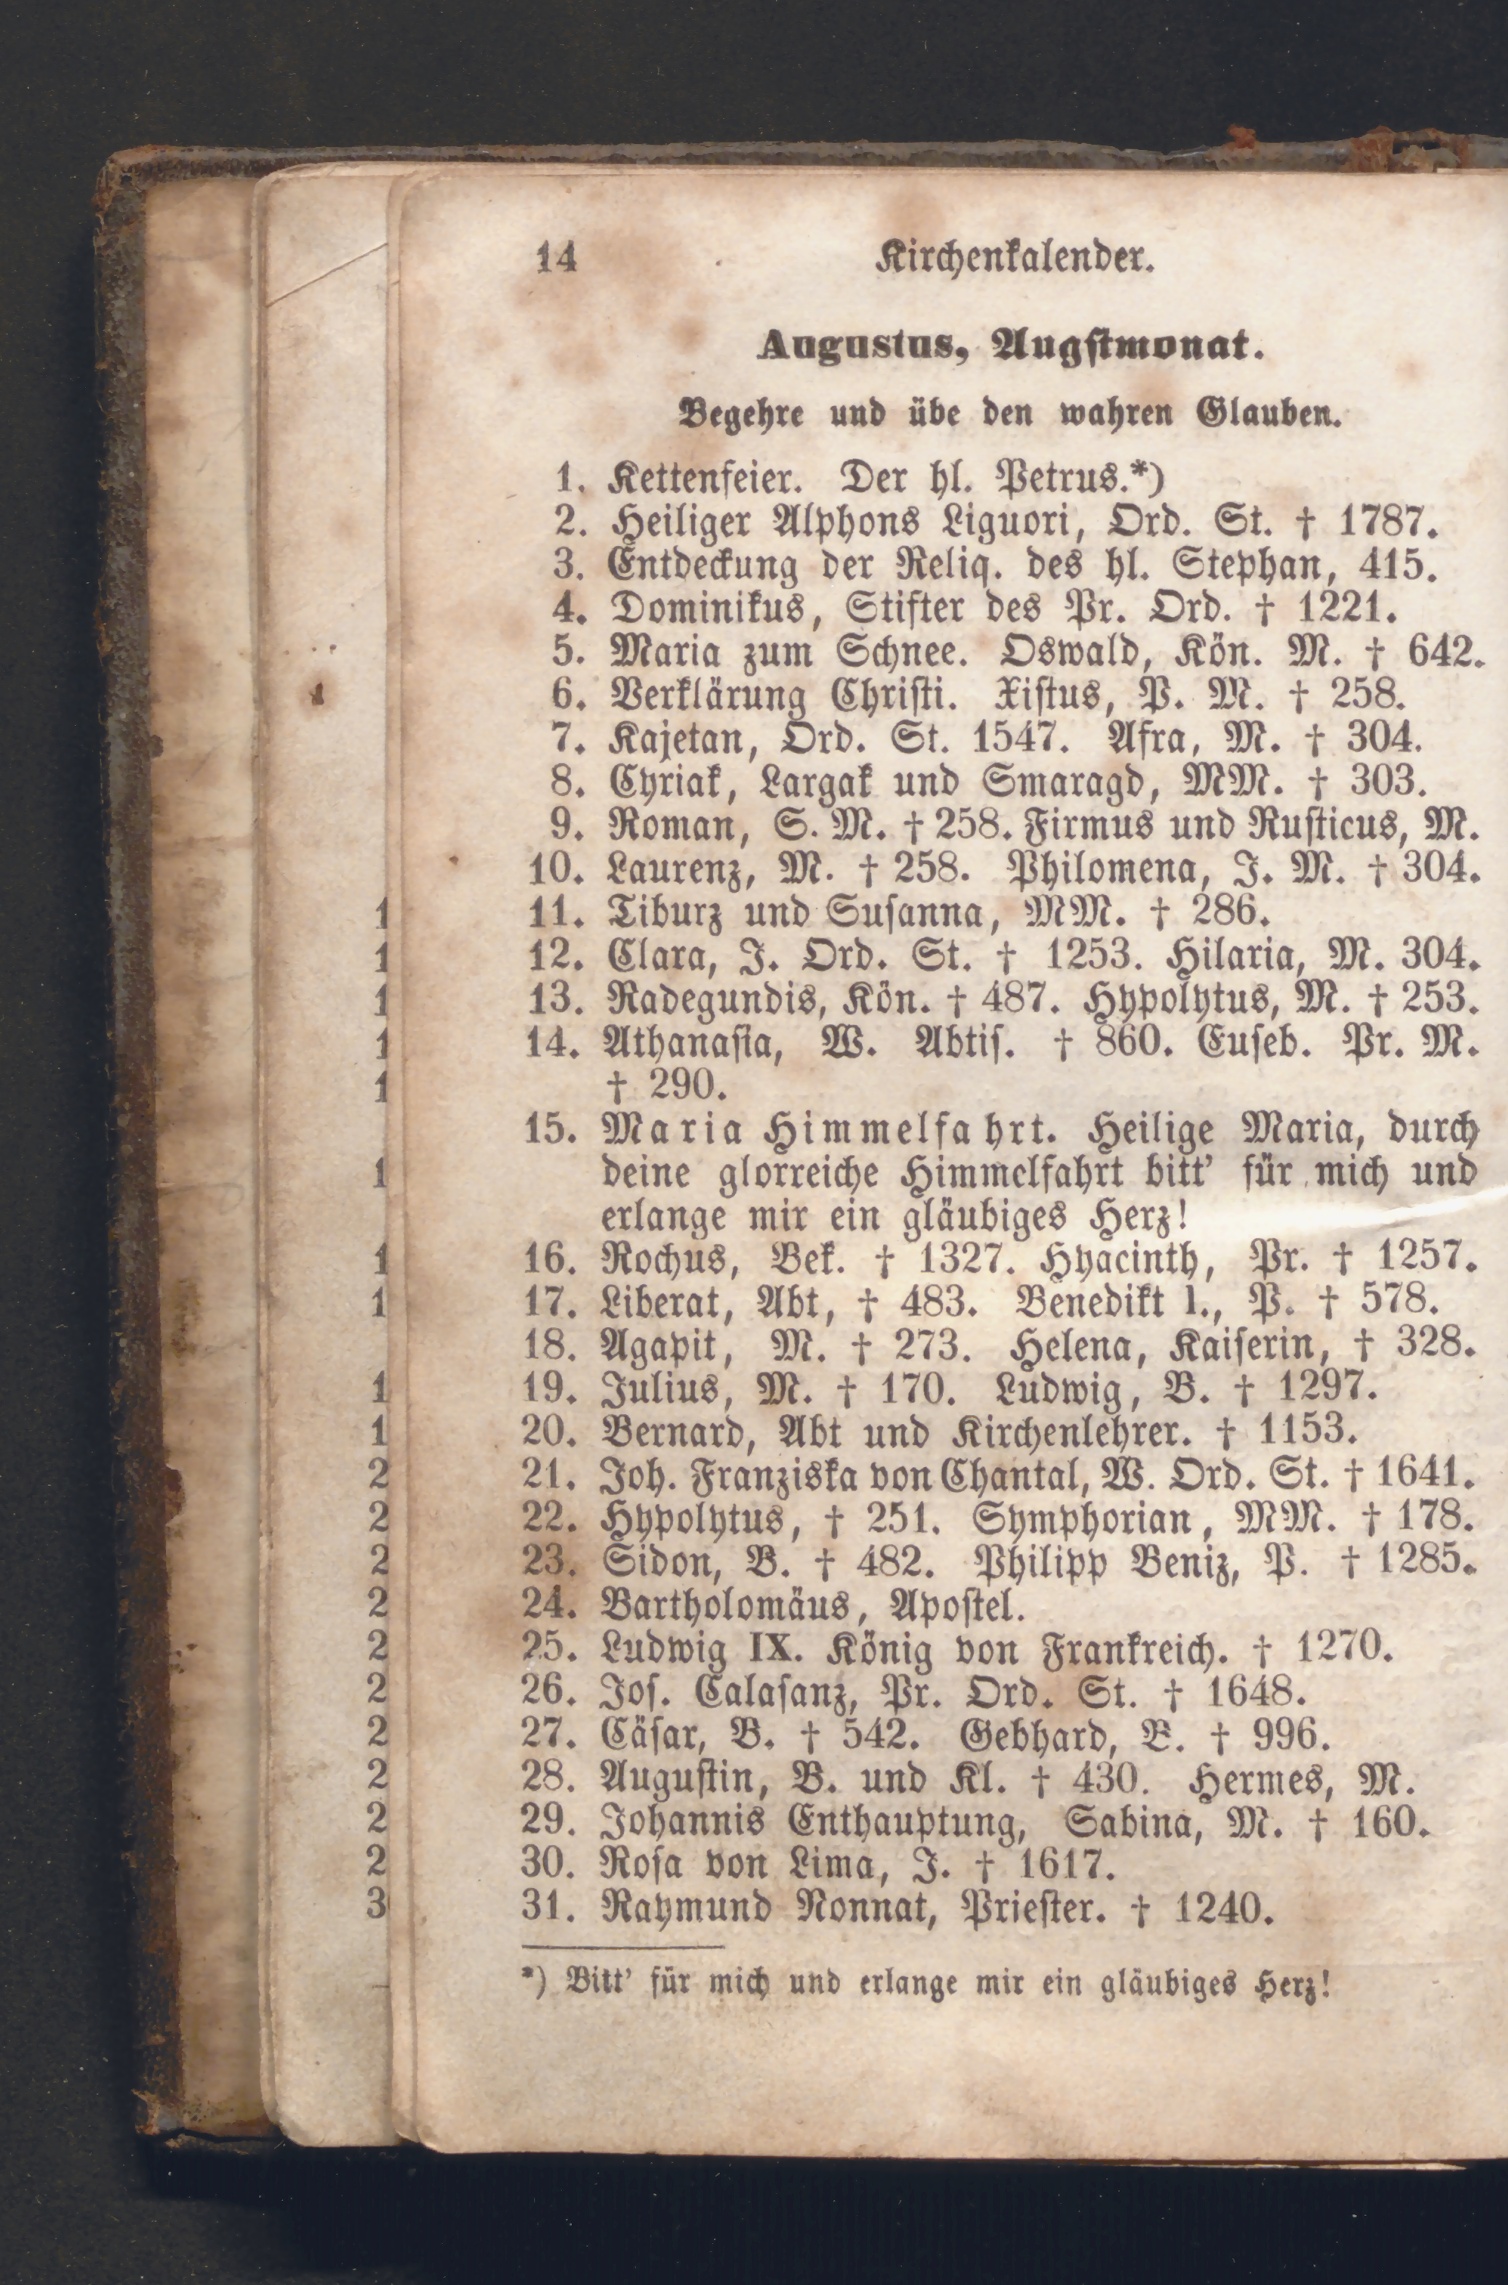 14 Kirchenkalender.
Augustus, Augstmonat.
Begehre und übe den wahren Glauben.
1. Kettenfeier. Der hl. Petrus.*)
2. Heiliger Alphons Liguori, Ord. St. † 1787.
3. Entdeckung der Reliq. des hl. Stephan, 415.
4. Dominikus, Stifter des Pr. Ord. † 1221.
5. Maria zum Schnee. Oswald, Kön. M. † 642.
6. Verklärung Christi. Xistus, P. M. † 258.
7. Kajetan, Ord. St. 1547. Afra, M. † 304.
8. Cyriak, Largak und Smaragd, MM. † 303.
9. Roman, S. M. † 258. Firmus und Rusticus, M.
10. Laurenz, M. † 258. Philomena, J. M. † 304.
11. Tiburz und Susanna, MM. † 286.
12. Clara, J. Ord. St. † 1253. Hilaria, M. 304.
13. Radegundis, Kön. † 487. Hypolytus, M. † 253.
14. Athanasia, W. Abtis. † 860. Euseb. Pr. M.
† 290.
15. Maria Himmelfahrt. Heilige Maria, durch
deine glorreiche Himmelfahrt bitt' für mich und
erlange mir ein gläubiges Herz!
16. Rochus, Bek. † 1327. Hyacinth, Pr. † 1257.
17. Liberat, Abt, † 483. Benedikt I., P. † 578.
18. Agapit, M. † 273. Helena, Kaiserin, † 328.
19. Julius, M. † 170. Ludwig, B. † 1297.
20. Bernard, Abt und Kirchenlehrer. † 1153.
21. Joh. Franziska von Chantal, W. Ord. St. † 1641.
22. Hypolytus, † 251. Symphorian, MM. † 178.
23. Sidon, B. † 482. Philipp Beniz, P. † 1285.
24. Bartholomäus, Apostel.
25. Ludwig IX. König von Frankreich. † 1270.
26. Jos. Calasanz, Pr. Ord. St. † 1648.
27. Cäsar, B. † 542. Gebhard, B. † 996.
28. Augustin, B. und Kl. † 430. Hermes, M.
29. Johannis Enthauptung, Sabina, M. † 160.
30. Rosa von Lima, J. † 1617.
31. Raymund Nonnat, Priester. † 1240.
*) Bitt' für mich und erlange mir ein gläubiges Herz!